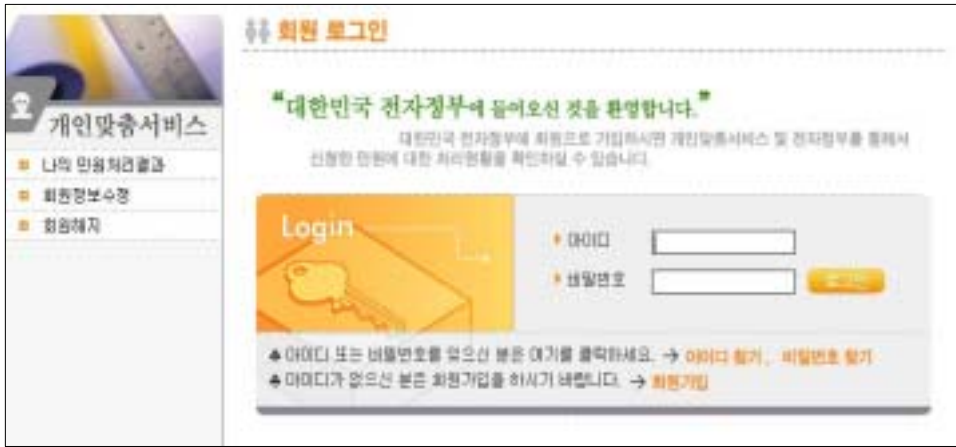 개인맞춤서비스
나의 민원처리결과
회원정보수정
회원해지
회원 로그인
"대한민국 전자정부에 들어오신 것을 환영합니다."
대한민국 전자정부에 회원으로 가입하시면 개인맞춤서비스 및 전자정부를 통해서
신청한 민원에 대한 처리현황을 확인하실 수 있습니다.
Login
아이디
비밀번호
로그인
♠ 아이디 또는 비밀번호를 잊으신 분은 여기를 클릭하세요. → 아이디 찾기 , 비밀번호 찾기
♠ 아이디가 없으신 분은 회원가입을 하시기 바랍니다. → 회원가입